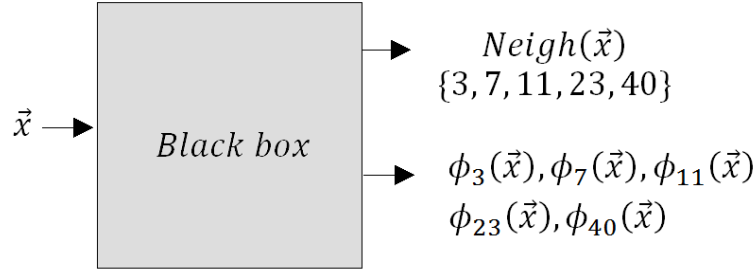 x⃗
Black box
Neigh(x⃗)
{3, 7, 11, 23, 40}
ϕ₃(x⃗), ϕ₇(x⃗), ϕ₁₁(x⃗)
ϕ₂₃(x⃗), ϕ₄₀(x⃗)